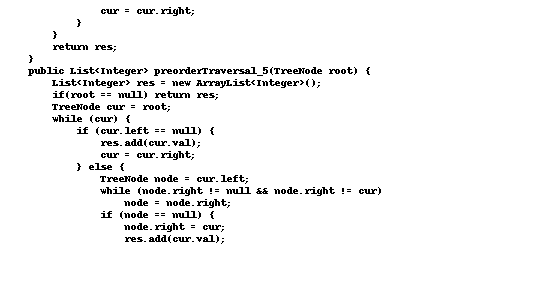 cur = cur.right;
        }
    }
    return res;
}
public List<Integer> preorderTraversal_5(TreeNode root) {
    List<Integer> res = new ArrayList<Integer>();
    if(root == null) return res;
    TreeNode cur = root;
    while (cur) {
        if (cur.left == null) {
            res.add(cur.val);
            cur = cur.right;
        } else {
            TreeNode node = cur.left;
            while (node.right != null && node.right != cur)
                node = node.right;
            if (node == null) {
                node.right = cur;
                res.add(cur.val);